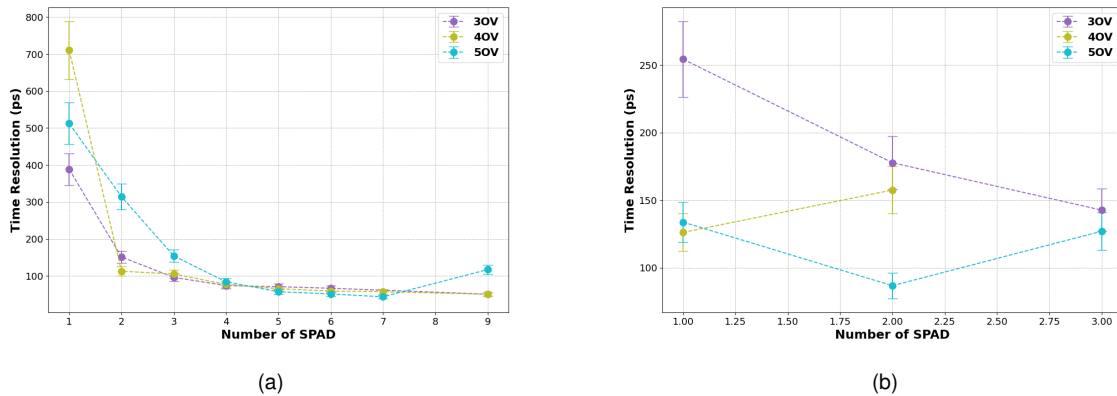 800
700
600
500
400
300
200
100
Time Resolution (ps)
3OV
4OV
5OV
1 2 3 4 5 6 7 8 9
Number of SPAD
(a)
250
200
150
100
Time Resolution (ps)
3OV
4OV
5OV
1.00 1.25 1.50 1.75 2.00 2.25 2.50 2.75 3.00
Number of SPAD
(b)